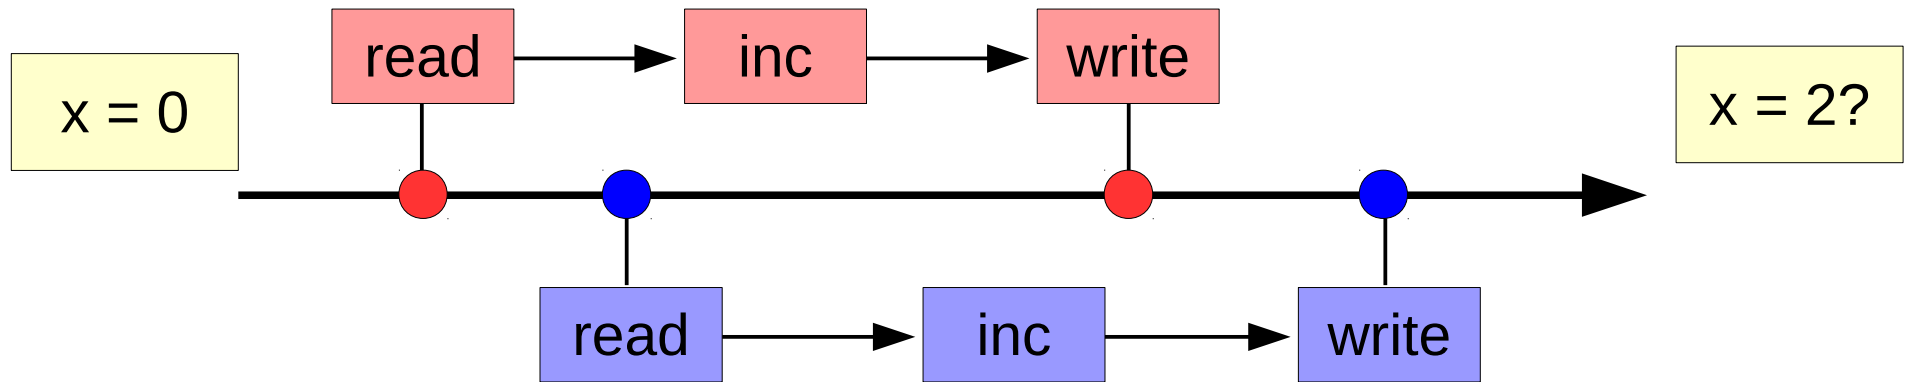 read
inc
write
x = 0
x = 2?
read
inc
write